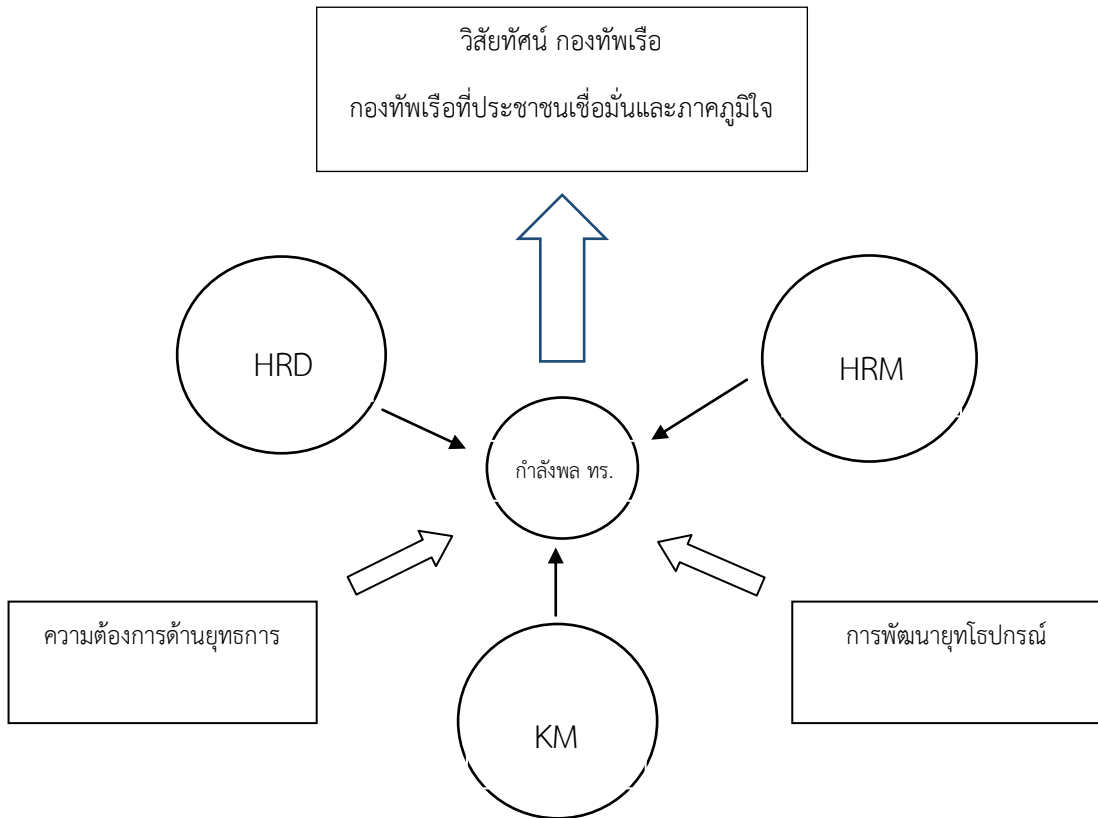 วิสัยทัศน์ กองทัพเรือ
กองทัพเรือที่ประชาชนเชื่อมั่นและภาคภูมิใจ
HRD
HRM
กำลังพล ทร.
ความต้องการด้านยุทธการ
การพัฒนายุทโธปกรณ์
KM